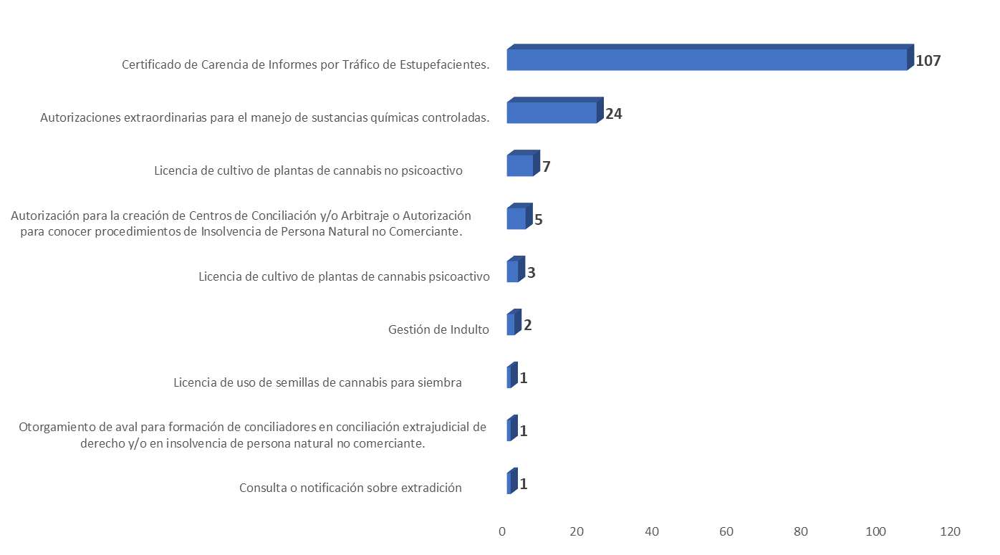 Certificado de Carencia de Informes por Tráfico de Estupefacientes.
107
Autorizaciones extraordinarias para el manejo de sustancias químicas controladas.
24
Licencia de cultivo de plantas de cannabis no psicoactivo
7
Autorización para la creación de Centros de Conciliación y/o Arbitraje o Autorización
para conocer procedimientos de Insolvencia de Persona Natural no Comerciante.
5
Licencia de cultivo de plantas de cannabis psicoactivo
3
Gestión de Indulto
2
Licencia de uso de semillas de cannabis para siembra
1
Otorgamiento de aval para formación de conciliadores en conciliación extrajudicial de
derecho y/o en insolvencia de persona natural no comerciante.
1
Consulta o notificación sobre extradición
1
0 20 40 60 80 100 120